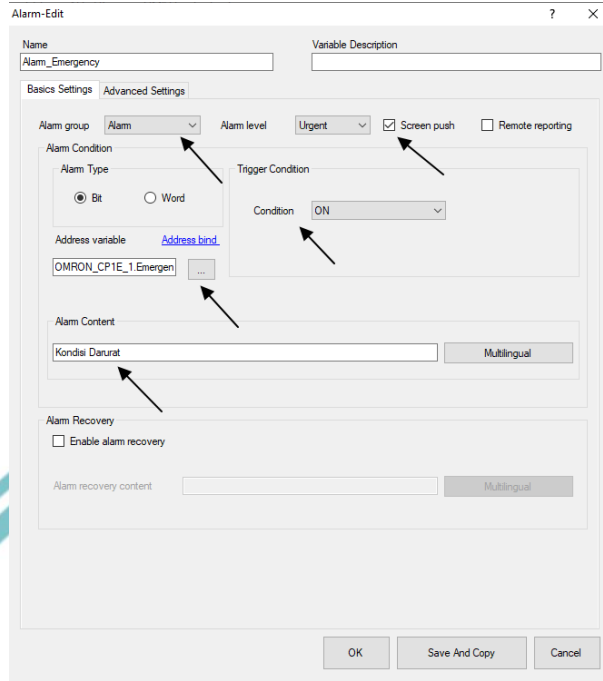 Alarm-Edit ? ×
Name Variable Description
Alarm_Emergency
Basics Settings Advanced Settings
Alarm group Alarm Alarm level Urgent Screen push Remote reporting
Alarm Condition
Alarm Type Trigger Condition
Bit Word
Condition ON
Address variable Address bind
OMRON_CP1E_1.Emergen ...
Alarm Content
Kondisi Darurat Multilingual
Alarm Recovery
Enable alarm recovery
Alarm recovery content Multilingual
OK Save And Copy Cancel